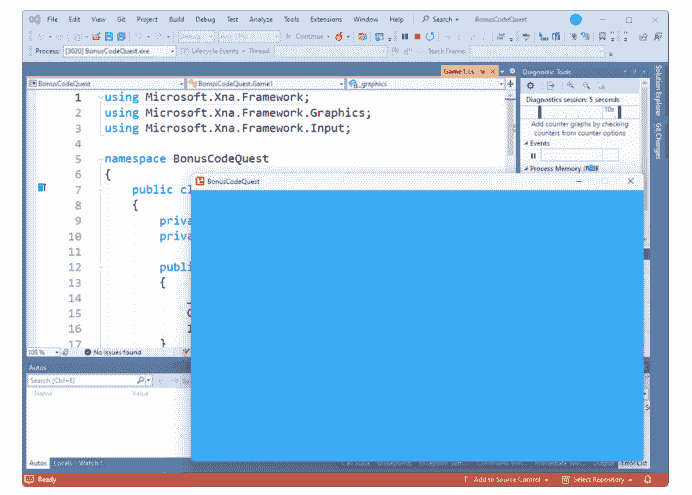 File Edit View Git Project Build Debug Test Analyze Tools Extensions Window Help Search BonusCodeQuest
Process: [3020] BonusCodeQuest.exe Lifecycle Events Thread: Stack Frame:
Debug Any CPU Continue
Game1.cs
Diagnostic Tools
BonusCodeQuest BonusCodeQuest.Game1 _graphics
Diagnostics session: 5 seconds
10s
Add counter graphs by checking
counters from counter options
Events
Process Memory
Solution Explorer
Git Changes
1 using Microsoft.Xna.Framework;
2 using Microsoft.Xna.Framework.Graphics;
3 using Microsoft.Xna.Framework.Input;
4
5 namespace BonusCodeQuest
6 {
7 public cl
8 {
9 priva
10 priva
11
12 publi
13 {
14
15
16
17 }
BonusCodeQuest
105 % No issues found
Autos
Search (Ctrl+E)
Name Value
Autos Locals Watch 1
Output Error List
Ready Add to Source Control Select Repository